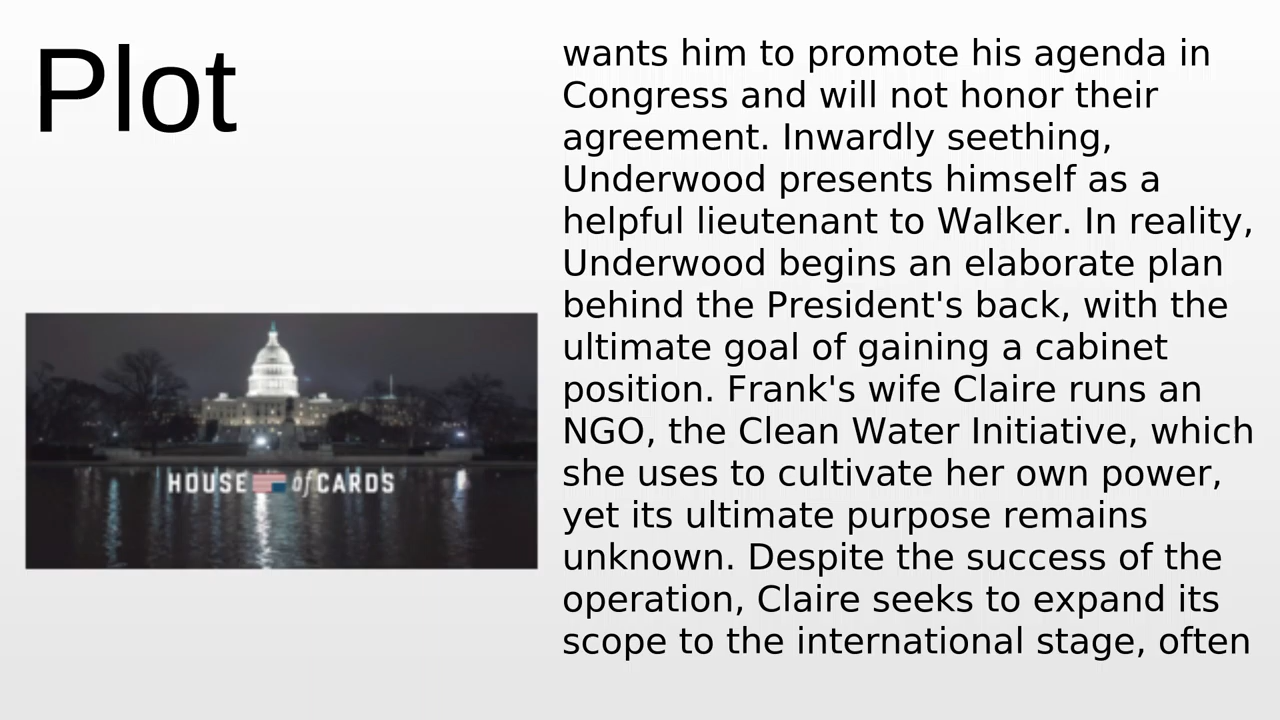 Plot
wants him to promote his agenda in
Congress and will not honor their
agreement. Inwardly seething,
Underwood presents himself as a
helpful lieutenant to Walker. In reality,
Underwood begins an elaborate plan
behind the President's back, with the
ultimate goal of gaining a cabinet
position. Frank's wife Claire runs an
NGO, the Clean Water Initiative, which
she uses to cultivate her own power,
yet its ultimate purpose remains
unknown. Despite the success of the
operation, Claire seeks to expand its
scope to the international stage, often
HOUSE of CARDS